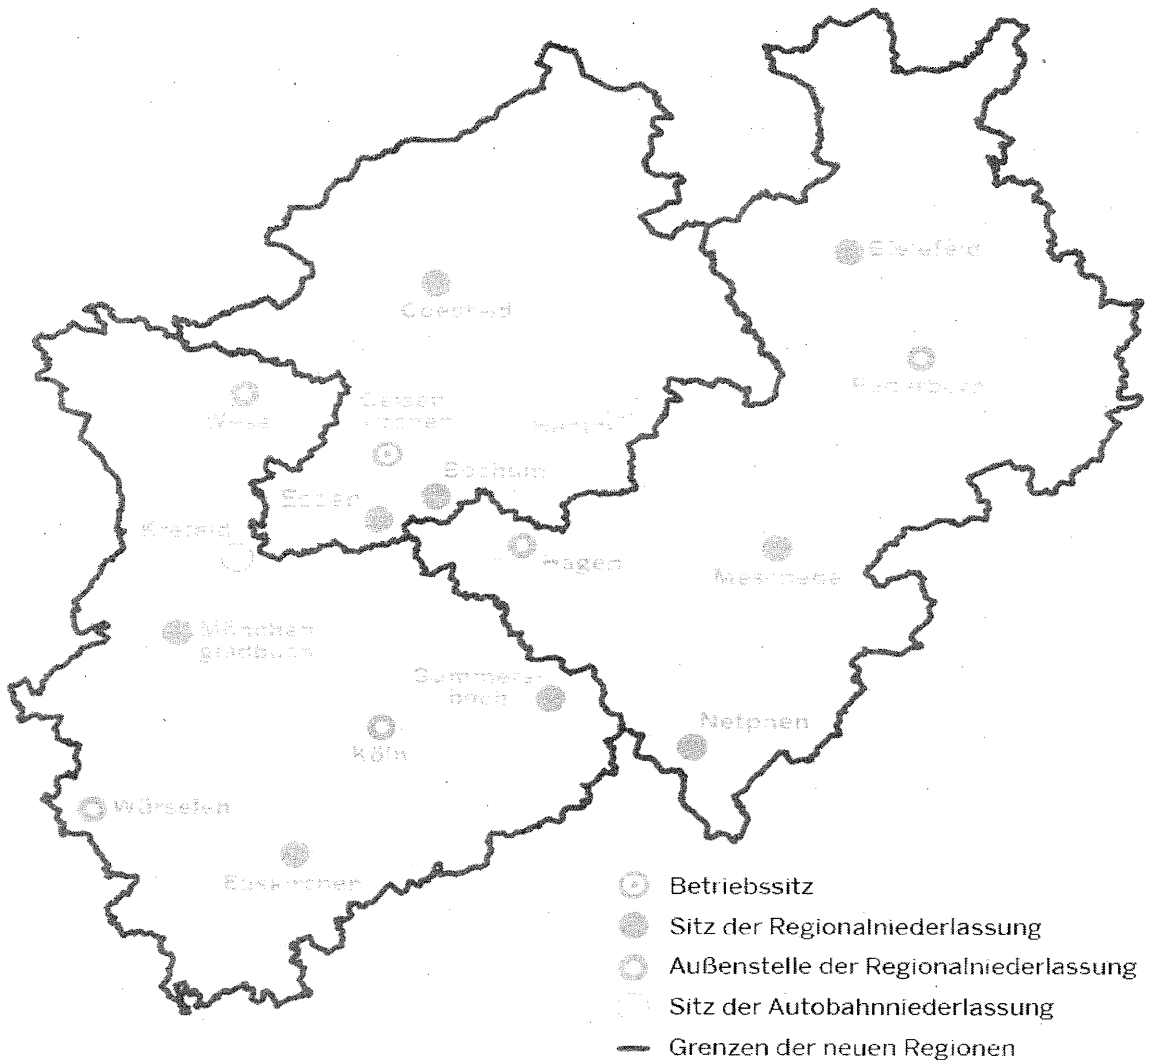 Bielefeld
Coesfeld
Paderborn
Wesel
Gelsen-
kirchen
Hamm
Bochum
Essen
Krefeld
Hagen
Meschede
Mönchen-
gladbach
Gummers-
bach
Netphen
Köln
Würselen
Euskirchen
Betriebssitz
Sitz der Regionalniederlassung
Außenstelle der Regionalniederlassung
Sitz der Autobahnniederlassung
Grenzen der neuen Regionen